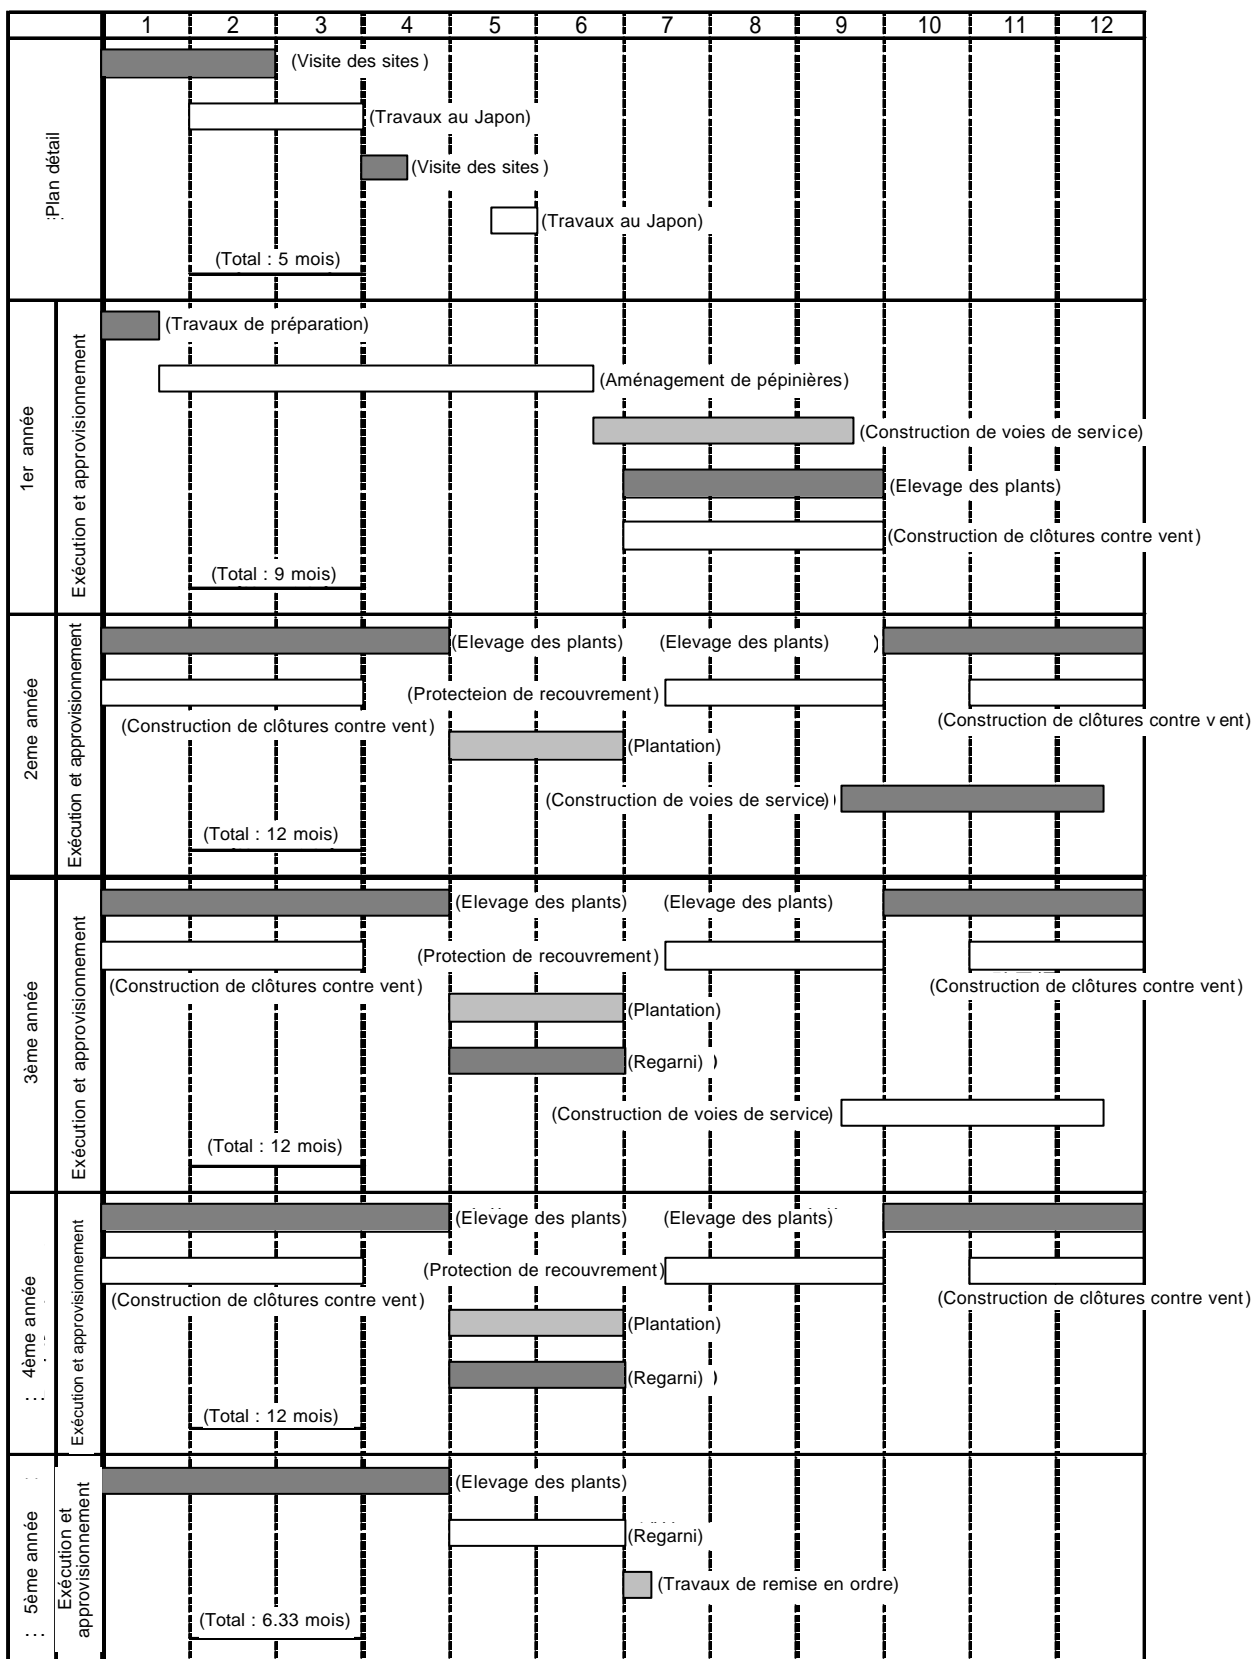 1 2 3 4 5 6 7 8 9 10 11 12
Plan détail
(Visite des sites)
(Travaux au Japon)
(Visite des sites)
(Travaux au Japon)
(Total : 5 mois)
1er année
Exécution et approvisionnement
(Travaux de préparation)
(Aménagement de pépinières)
(Construction de voies de service)
(Elevage des plants)
(Construction de clôtures contre vent)
(Total : 9 mois)
2eme année
Exécution et approvisionnement
(Elevage des plants) (Elevage des plants) )
(Protecteion de recouvrement)
(Construction de clôtures contre vent) (Construction de clôtures contre vent)
(Plantation)
(Construction de voies de service)
(Total : 12 mois)
3ème année
Exécution et approvisionnement
(Elevage des plants) (Elevage des plants)
(Protection de recouvrement)
(Construction de clôtures contre vent) (Construction de clôtures contre vent)
(Plantation)
(Regarni) )
(Construction de voies de service)
(Total : 12 mois)
4ème année
Exécution et approvisionnement
(Elevage des plants) (Elevage des plants)
(Protection de recouvrement)
(Construction de clôtures contre vent) (Construction de clôtures contre vent)
(Plantation)
(Regarni) )
(Total : 12 mois)
5ème année
Exécution et
approvisionnement
(Elevage des plants)
(Regarni)
(Travaux de remise en ordre)
(Total : 6.33 mois)